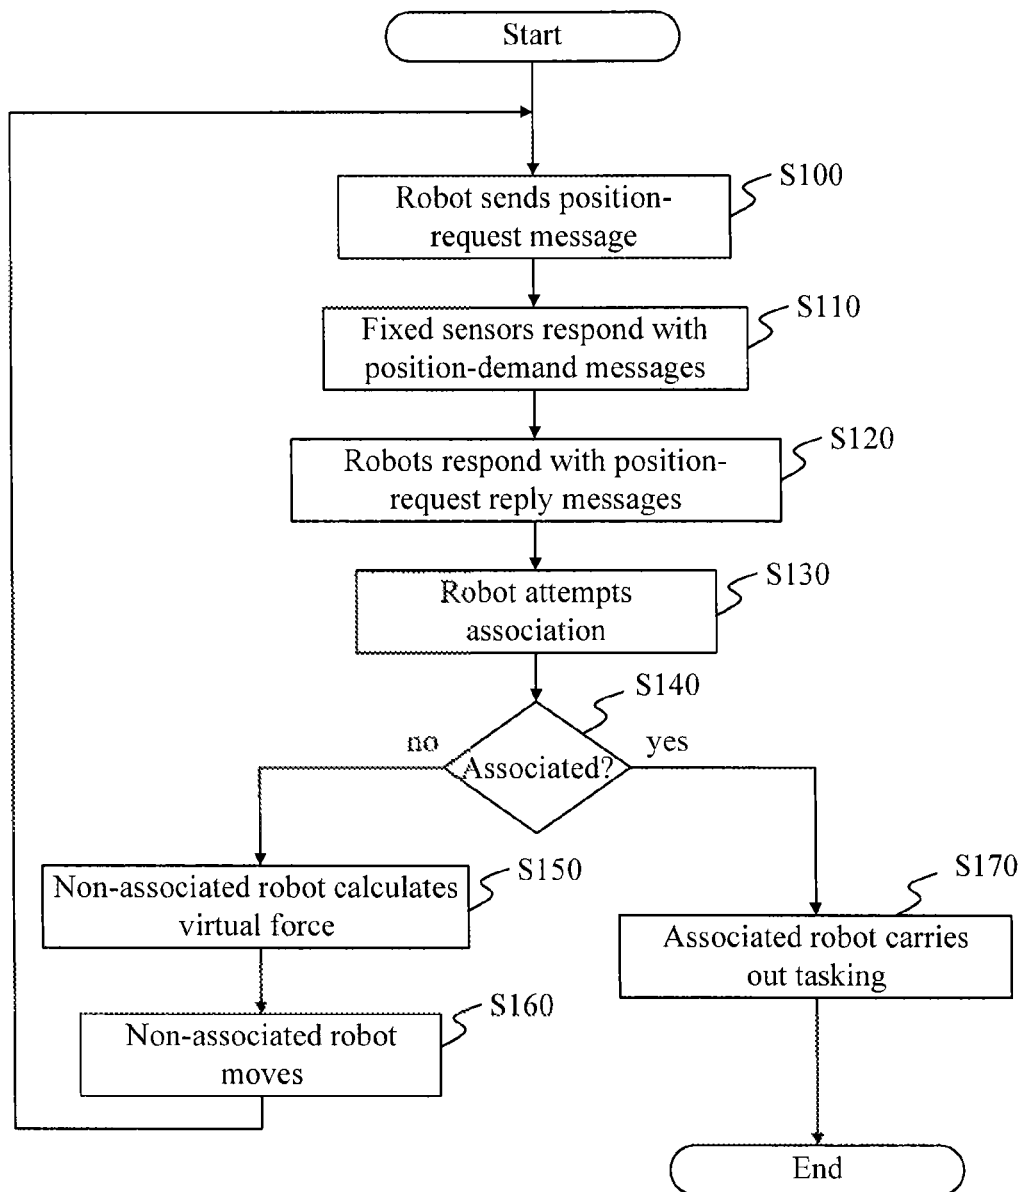 Start
S100
Robot sends position-
request message
S110
Fixed sensors respond with
position-demand messages
S120
Robots respond with position-
request reply messages
S130
Robot attempts
association
S140
no
yes
Associated?
S150
Non-associated robot calculates
virtual force
S170
Associated robot carries
out tasking
S160
Non-associated robot
moves
End